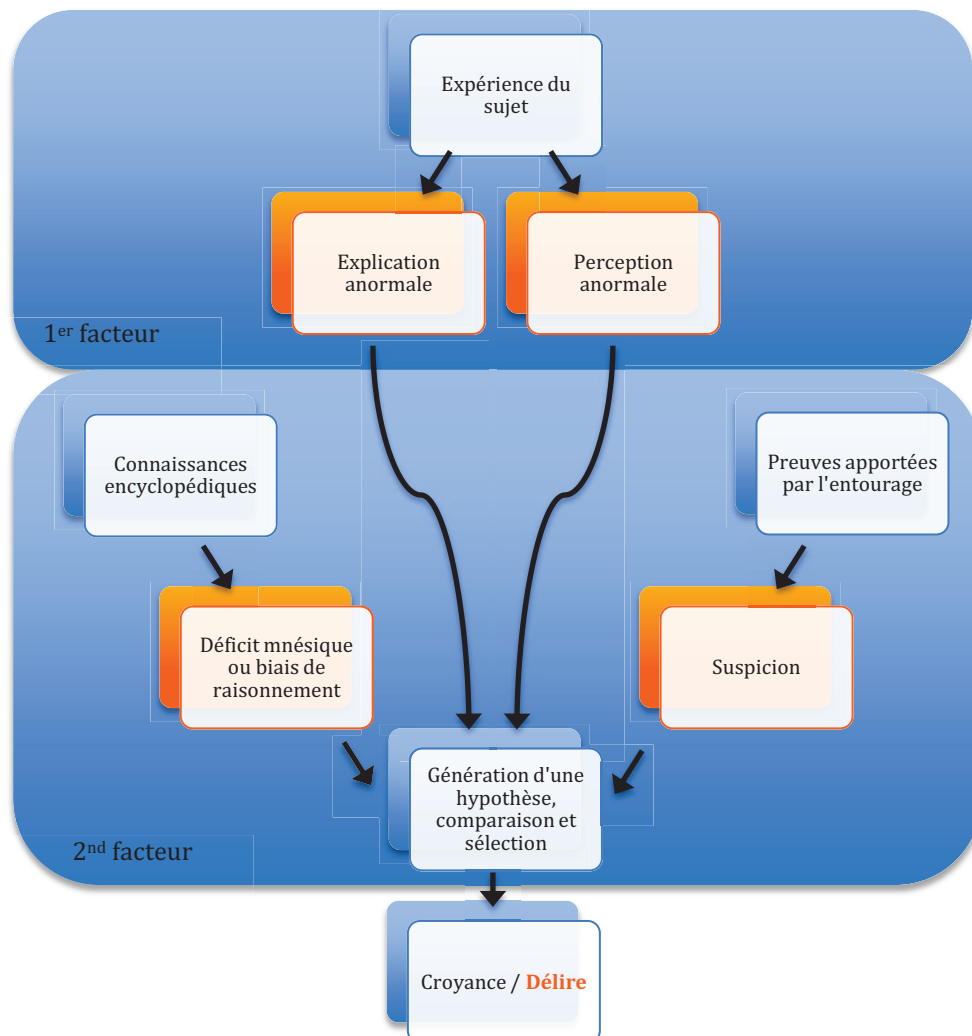 Expérience du
sujet
Explication
anormale
Perception
anormale
1er facteur
Connaissances
encyclopédiques
Preuves apportées
par l'entourage
Déficit mnésique
ou biais de
raisonnement
Suspicion
Génération d'une
hypothèse,
comparaison et
sélection
2nd facteur
Croyance / Délire